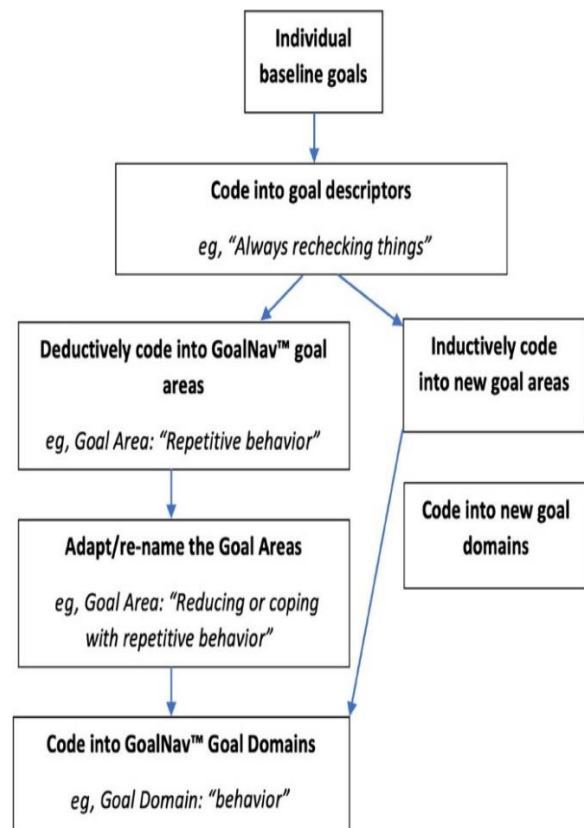 Individual
baseline goals
Code into goal descriptors
eg, “Always rechecking things”
Deductively code into GoalNav™ goal
areas
eg, Goal Area: “Repetitive behavior”
Inductively code
into new goal areas
Adapt/re-name the Goal Areas
eg, Goal Area: “Reducing or coping
with repetitive behavior”
Code into new goal
domains
Code into GoalNav™ Goal Domains
eg, Goal Domain: “behavior”